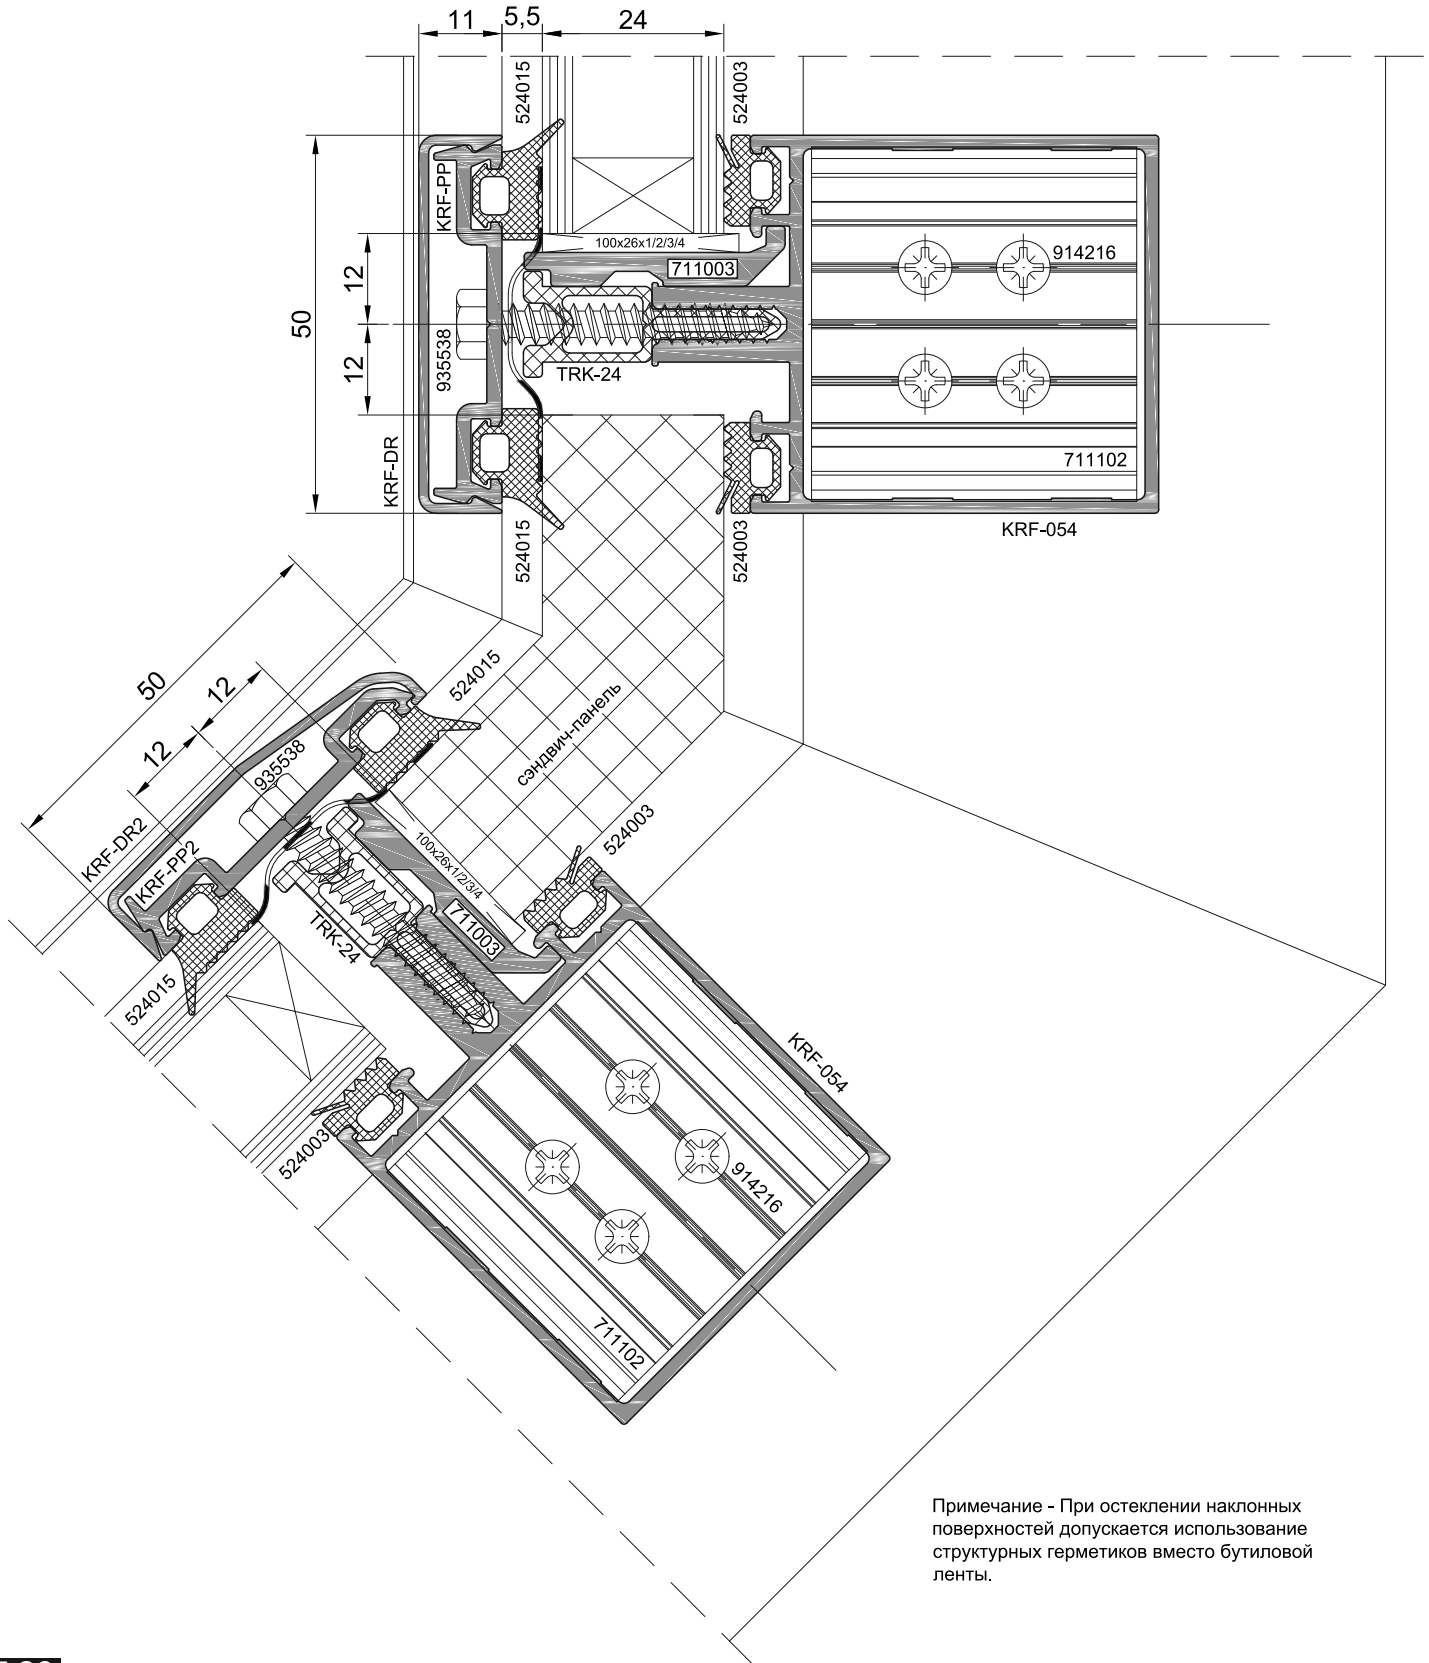 11
5,5
24
524015
524003
KRF-PP
100x26x1/2/3/4
711003
914216
12
50
12
935538
TRK-24
KRF-DR
711102
KRF-054
524015
524003
50
12
12
524015
935538
сэндвич-панель
524003
KRF-DR2
KRF-PP2
100x26x1/2/3/4
711003
TRK-24
524015
KRF-054
524003
914216
711102
Примечание - При остеклении наклонных
поверхностей допускается использование
структурных герметиков вместо бутиловой
ленты.